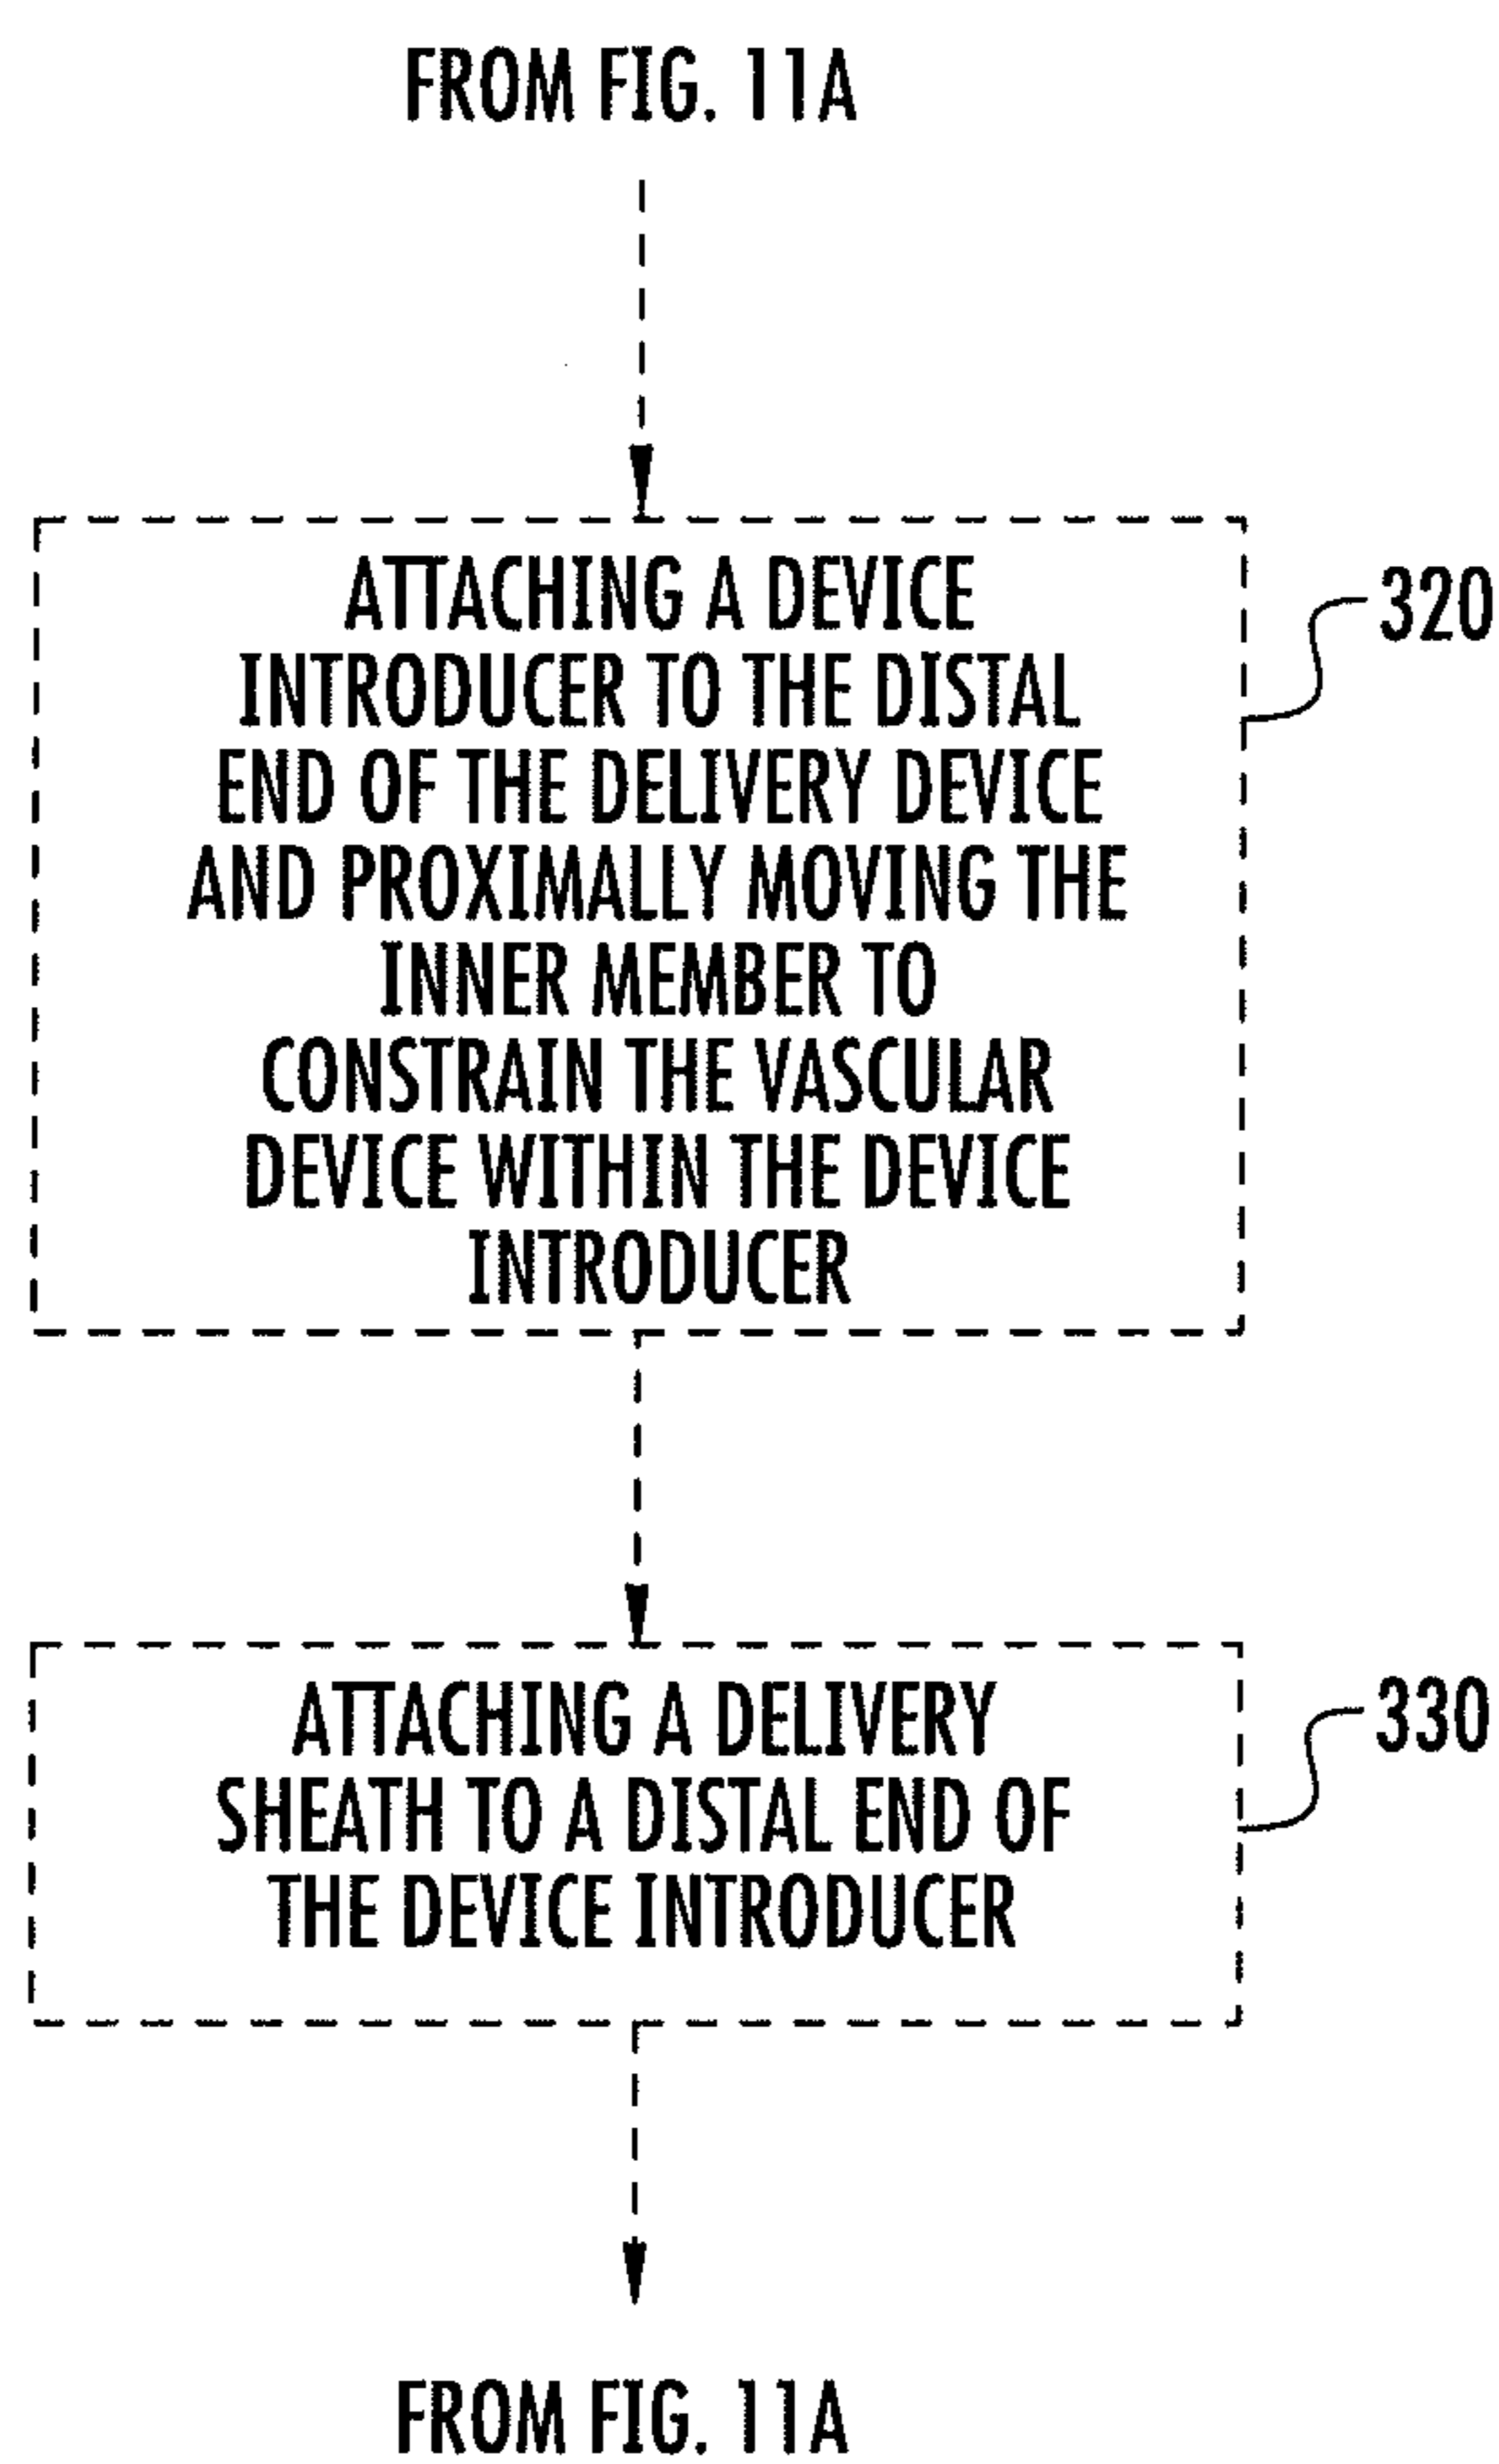 FROM FIG. 11A
ATTACHING A DEVICE
INTRODUCER TO THE DISTAL
END OF THE DELIVERY DEVICE
AND PROXIMALLY MOVING THE
INNER MEMBER TO
CONSTRAIN THE VASCULAR
DEVICE WITHIN THE DEVICE
INTRODUCER
320
ATTACHING A DELIVERY
SHEATH TO A DISTAL END OF
THE DEVICE INTRODUCER
330
FROM FIG. 11A